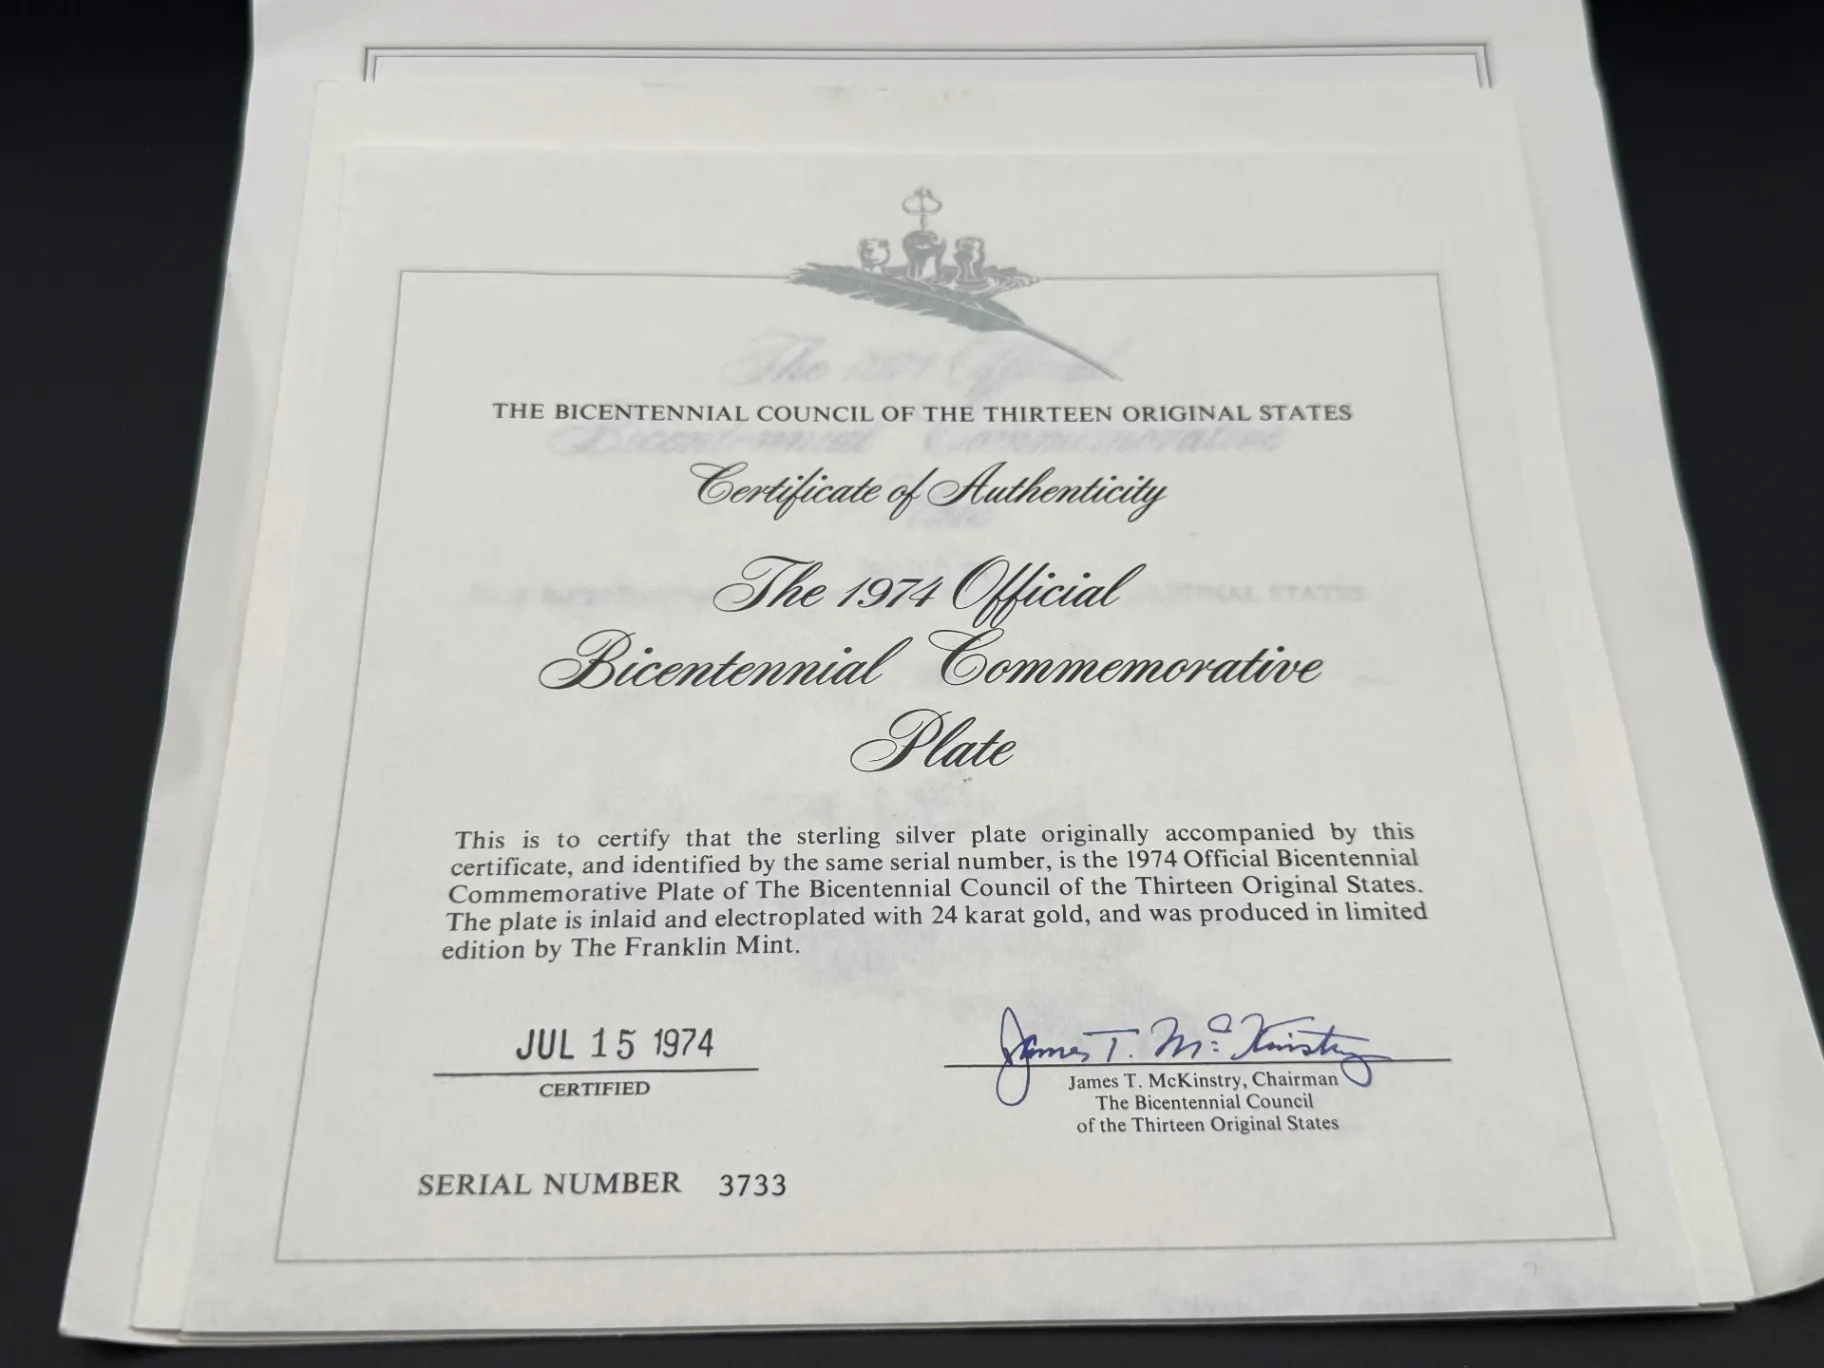 THE BICENTENNIAL COUNCIL OF THE THIRTEEN ORIGINAL STATES
Certificate of Authenticity
The 1974 Official
Bicentennial Commemorative
Plate
This is to certify that the sterling silver plate originally accompanied by this
certificate, and identified by the same serial number, is the 1974 Official Bicentennial
Commemorative Plate of The Bicentennial Council of the Thirteen Original States.
The plate is inlaid and electroplated with 24 karat gold, and was produced in limited
edition by The Franklin Mint.
JUL 15 1974
CERTIFIED
James T. McKinstry
James T. McKinstry, Chairman
The Bicentennial Council
of the Thirteen Original States
SERIAL NUMBER 3733